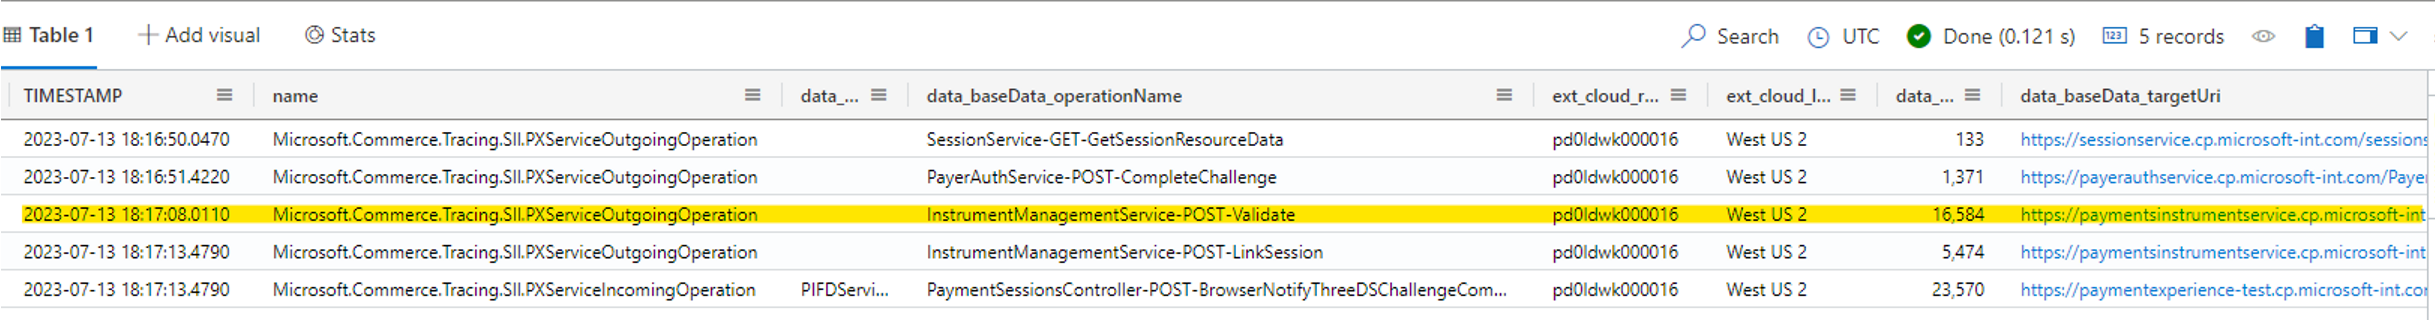 Table 1 + Add visual Stats Search UTC Done (0.121 s) 123 5 records
TIMESTAMP name data_... data_baseData_operationName ext_cloud_r... ext_cloud_l... data_... data_baseData_targetUri
2023-07-13 18:16:50.0470 Microsoft.Commerce.Tracing.Sll.PXServiceOutgoingOperation SessionService-GET-GetSessionResourceData pd0ldwk000016 West US 2 133 https://sessionservice.cp.microsoft-int.com/sessions
2023-07-13 18:16:51.4220 Microsoft.Commerce.Tracing.Sll.PXServiceOutgoingOperation PayerAuthService-POST-CompleteChallenge pd0ldwk000016 West US 2 1,371 https://payerauthservice.cp.microsoft-int.com/Payer
2023-07-13 18:17:08.0110 Microsoft.Commerce.Tracing.Sll.PXServiceOutgoingOperation InstrumentManagementService-POST-Validate pd0ldwk000016 West US 2 16,584 https://paymentsinstrumentservice.cp.microsoft-int
2023-07-13 18:17:13.4790 Microsoft.Commerce.Tracing.Sll.PXServiceOutgoingOperation InstrumentManagementService-POST-LinkSession pd0ldwk000016 West US 2 5,474 https://paymentsinstrumentservice.cp.microsoft-int
2023-07-13 18:17:13.4790 Microsoft.Commerce.Tracing.Sll.PXServiceIncomingOperation PIFDServi... PaymentSessionsController-POST-BrowserNotifyThreeDSChallengeCom... pd0ldwk000016 West US 2 23,570 https://paymentexperience-test.cp.microsoft-int.co